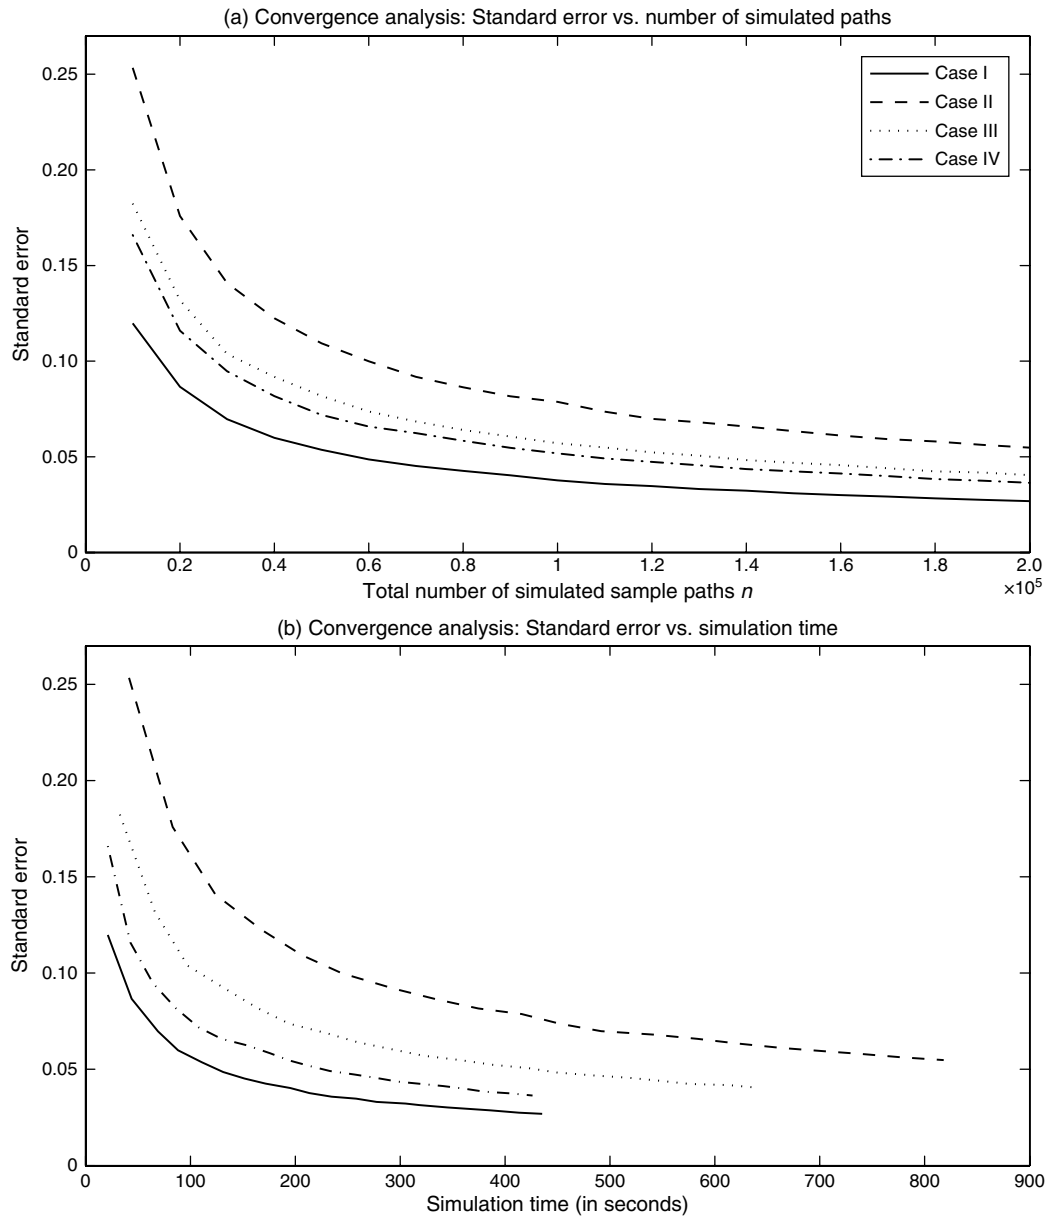 (a) Convergence analysis: Standard error vs. number of simulated paths
0.25
0.20
0.15
0.10
0.05
0
Standard error
Case I
Case II
Case III
Case IV
0 0.2 0.4 0.6 0.8 1 1.2 1.4 1.6 1.8 2.0
×10⁵
Total number of simulated sample paths n
(b) Convergence analysis: Standard error vs. simulation time
0.25
0.20
0.15
0.10
0.05
0
Standard error
0 100 200 300 400 500 600 700 800 900
Simulation time (in seconds)